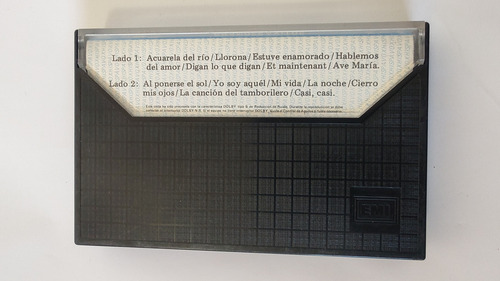 Lado 1: Acuarela del río/Llorona/Estuve enamorado/Hablemos
del amor/Digan lo que digan/Et maintenant/Ave María.
Lado 2: Al ponerse el sol/Yo soy aquél/Mi vida/La noche/Cierro
mis ojos/La canción del tamborilero/Casi, casi.
EMI